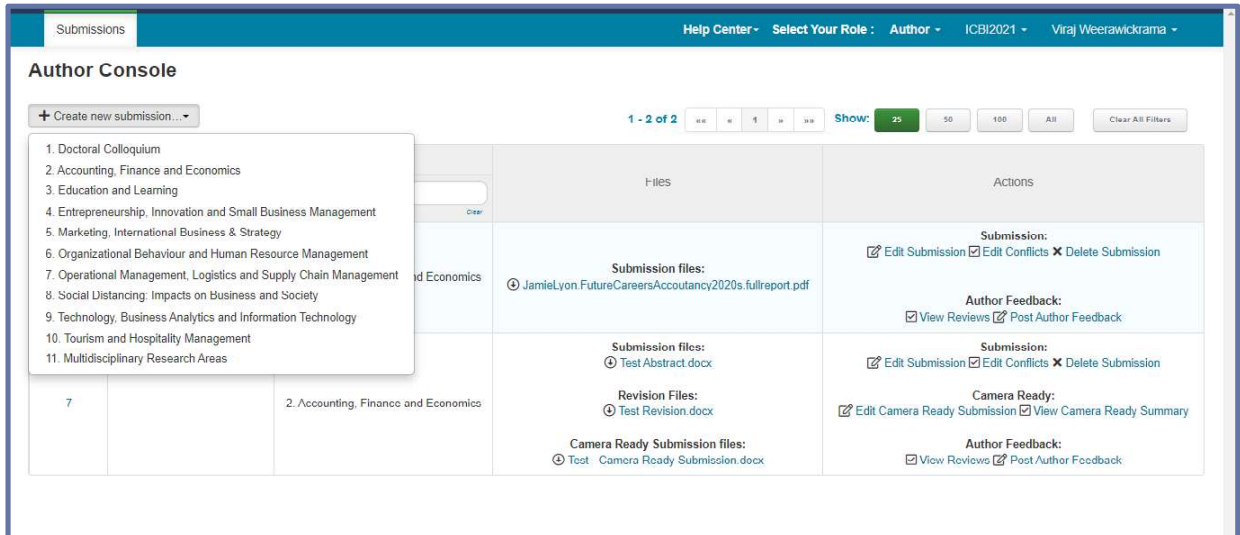 Submissions
Help Center Select Your Role : Author ICBI2021 Viraj Weerawickrama
Author Console
+ Create new submission...
1 - 2 of 2 «« « 1 » »» Show: 25 50 100 All Clear All Filters
1. Doctoral Colloquium
2. Accounting, Finance and Economics
3. Education and Learning
4. Entrepreneurship, Innovation and Small Business Management
5. Marketing, International Business & Strategy
6. Organizational Behaviour and Human Resource Management
7. Operational Management, Logistics and Supply Chain Management
8. Social Distancing: Impacts on Business and Society
9. Technology, Business Analytics and Information Technology
10. Tourism and Hospitality Management
11. Multidisciplinary Research Areas
Clear
Files
Actions
nd Economics
Submission files:
JamieLyon.FutureCareersAccoutancy2020s.fullreport.pdf
Submission:
Edit Submission Edit Conflicts Delete Submission
Author Feedback:
View Reviews Post Author Feedback
7
2. Accounting, Finance and Economics
Submission files:
Test Abstract.docx
Revision Files:
Test Revision.docx
Camera Ready Submission files:
Test - Camera Ready Submission.docx
Submission:
Edit Submission Edit Conflicts Delete Submission
Camera Ready:
Edit Camera Ready Submission View Camera Ready Summary
Author Feedback:
View Reviews Post Author Feedback